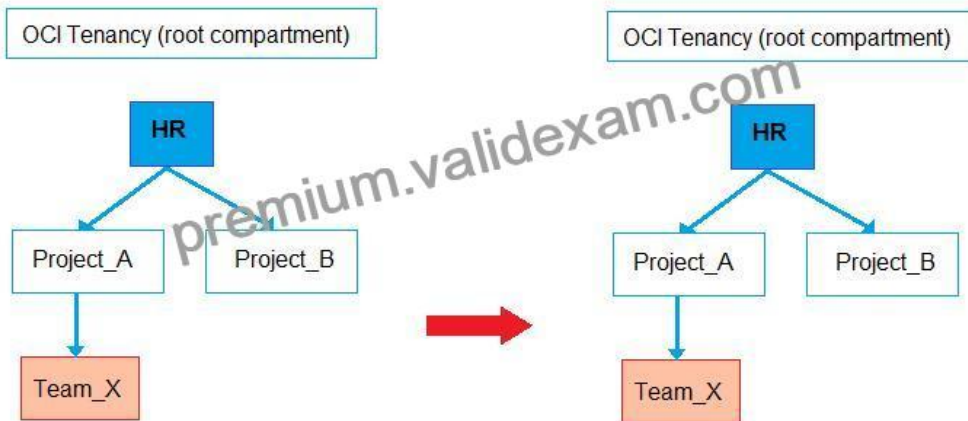 OCI Tenancy (root compartment)
HR
Project_A
Project_B
Team_X
OCI Tenancy (root compartment)
HR
Project_A
Project_B
Team_X
premium.validexam.com